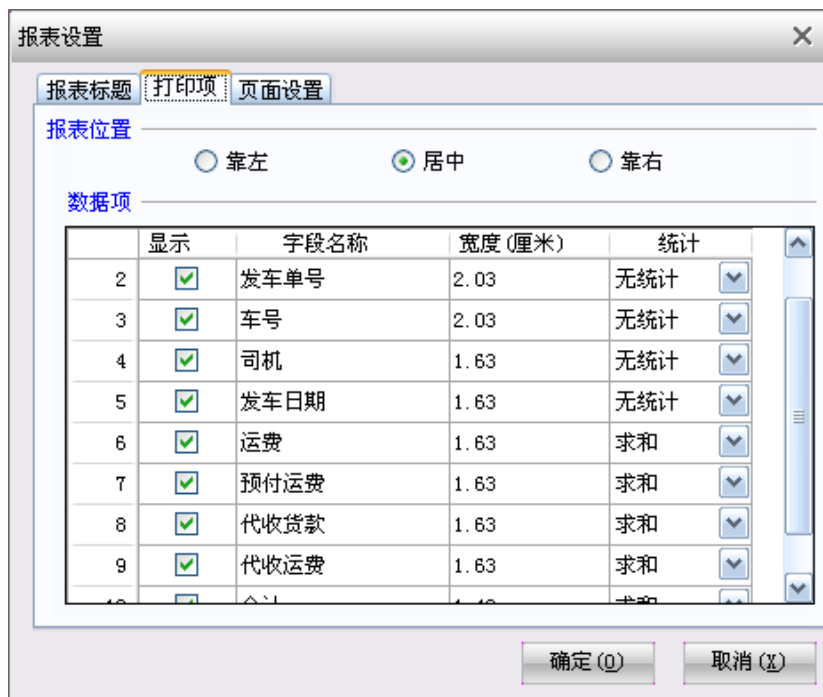 报表设置
报表标题 打印项 页面设置
报表位置
靠左 居中 靠右
数据项
显示 字段名称 宽度(厘米) 统计
2 发车单号 2.03 无统计
3 车号 2.03 无统计
4 司机 1.63 无统计
5 发车日期 1.63 无统计
6 运费 1.63 求和
7 预付运费 1.63 求和
8 代收货款 1.63 求和
9 代收运费 1.63 求和
确定(O) 取消(X)